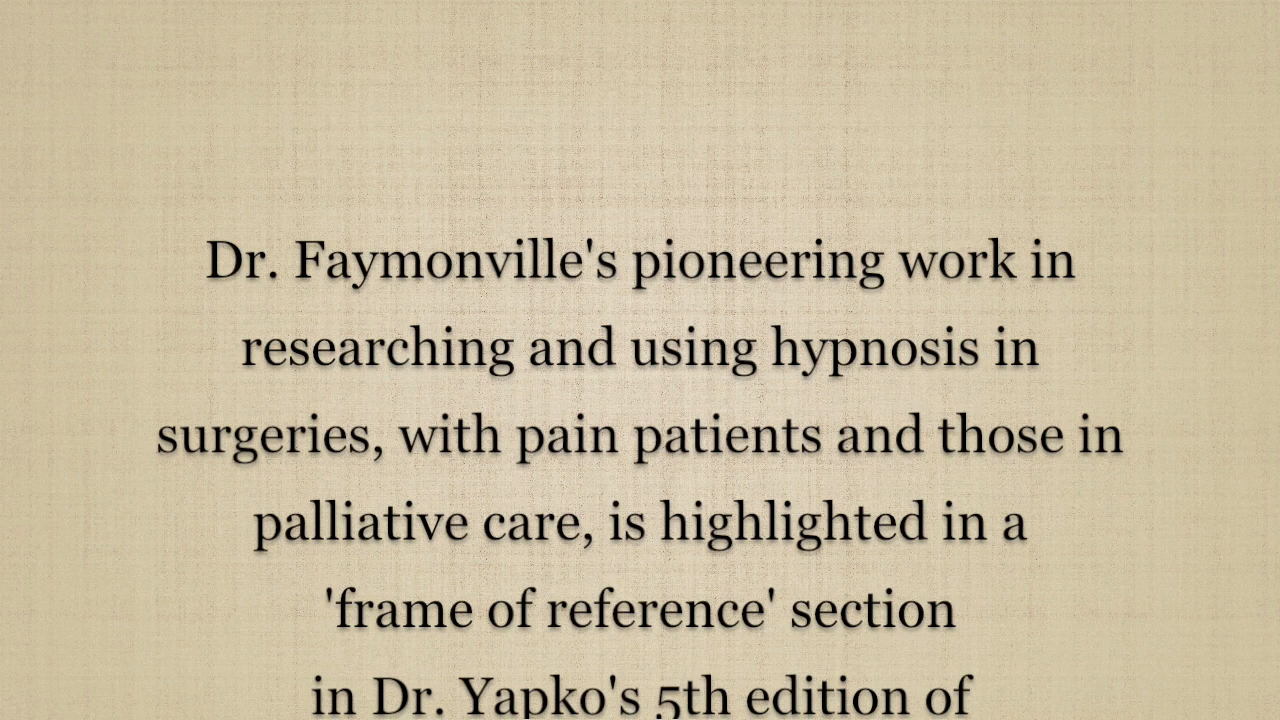 Dr. Faymonville's pioneering work in
researching and using hypnosis in
surgeries, with pain patients and those in
palliative care, is highlighted in a
'frame of reference' section
in Dr. Yapko's 5th edition of